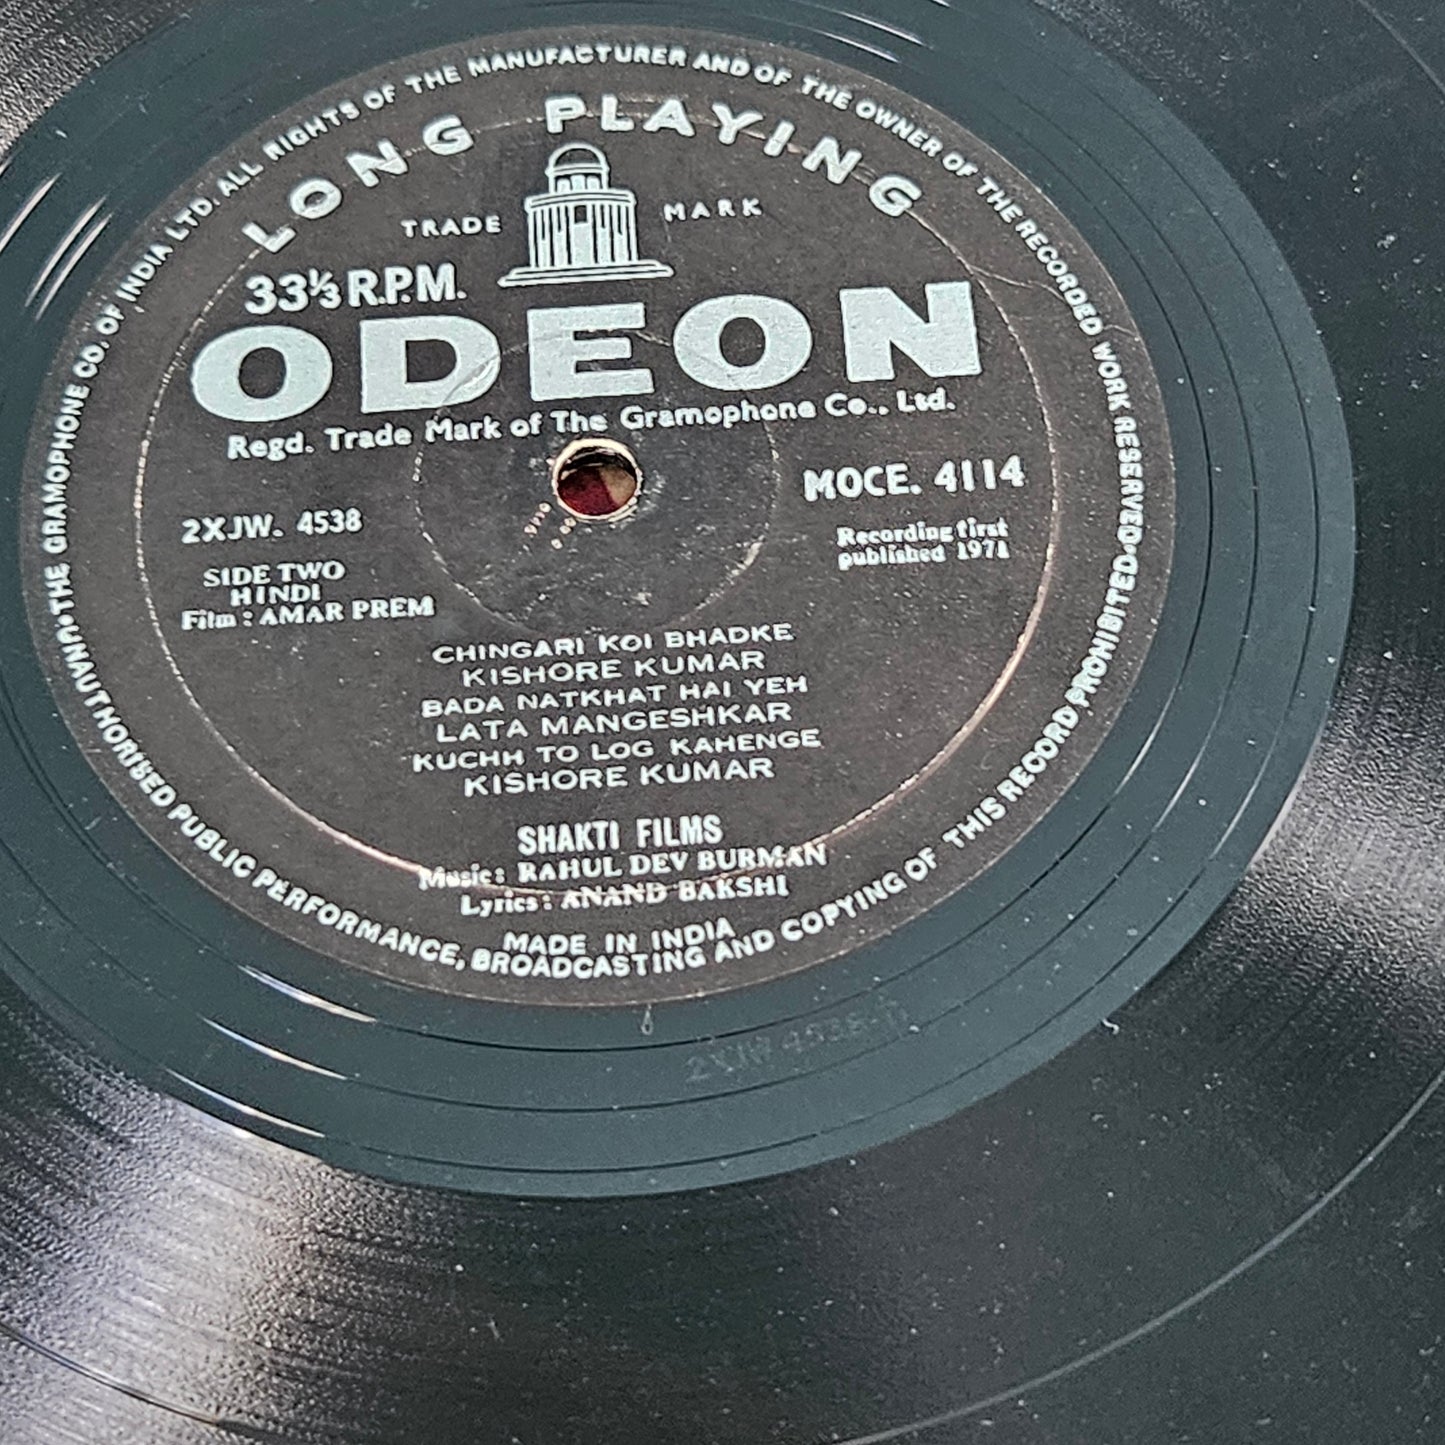 THE GRAMOPHONE CO. OF INDIA LTD. ALL RIGHTS OF THE MANUFACTURER AND OF THE OWNER OF THE RECORDED WORK RESERVED•UNAUTHORISED PUBLIC PERFORMANCE, BROADCASTING AND COPYING OF THIS RECORD PROHIBITED•
LONG PLAYING
TRADE MARK
33⅓ R.P.M.
ODEON
Regd. Trade Mark of The Gramophone Co., Ltd.
MOCE. 4114
2XJW. 4538
Recording first
published 1971
SIDE TWO
HINDI
Film : AMAR PREM
CHINGARI KOI BHADKE
KISHORE KUMAR
BADA NATKHAT HAI YEH
LATA MANGESHKAR
KUCHH TO LOG KAHENGE
KISHORE KUMAR
SHAKTI FILMS
Music: RAHUL DEV BURMAN
Lyrics: ANAND BAKSHI
MADE IN INDIA
2XJW 4538